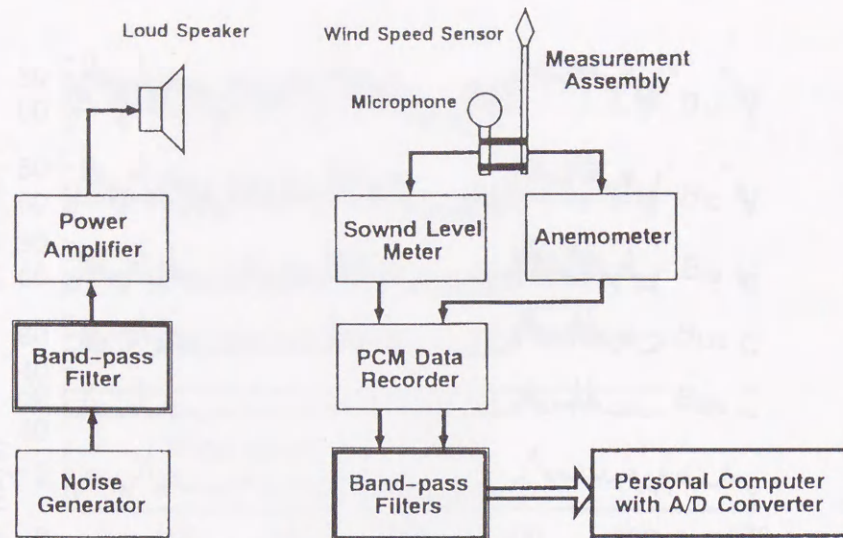 Loud Speaker
Wind Speed Sensor
Measurement
Assembly
Microphone
Power
Amplifier
Sownd Level
Meter
Anemometer
Band-pass
Filter
PCM Data
Recorder
Noise
Generator
Band-pass
Filters
Personal Computer
with A/D Converter